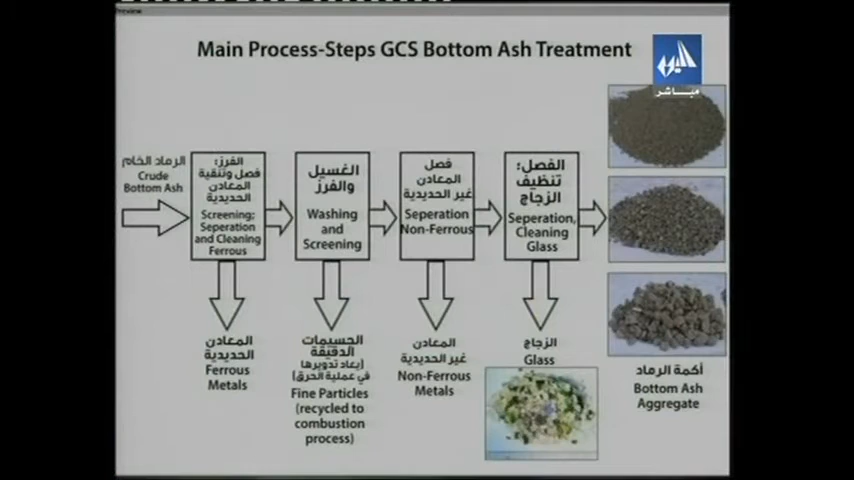 Preview
Main Process-Steps GCS Bottom Ash Treatment
اليوم
مباشر
الرماد الخام
Crude
Bottom Ash
الفرز:
فصل وتنقية
المعادن
الحديدية
Screening;
Seperation
and Cleaning
Ferrous
الغسيل
والفرز
Washing
and
Screening
فصل
المعادن
غير الحديدية
Seperation
Non-Ferrous
الفصل:
تنظيف
الزجاج
Seperation,
Cleaning
Glass
المعادن
الحديدية
Ferrous
Metals
الجسيمات
الدقيقة
(يعاد تدويرها
في عملية الحرق)
Fine Particles
(recycled to
combustion
process)
المعادن
غير الحديدية
Non-Ferrous
Metals
الزجاج
Glass
أكمة الرماد
Bottom Ash
Aggregate